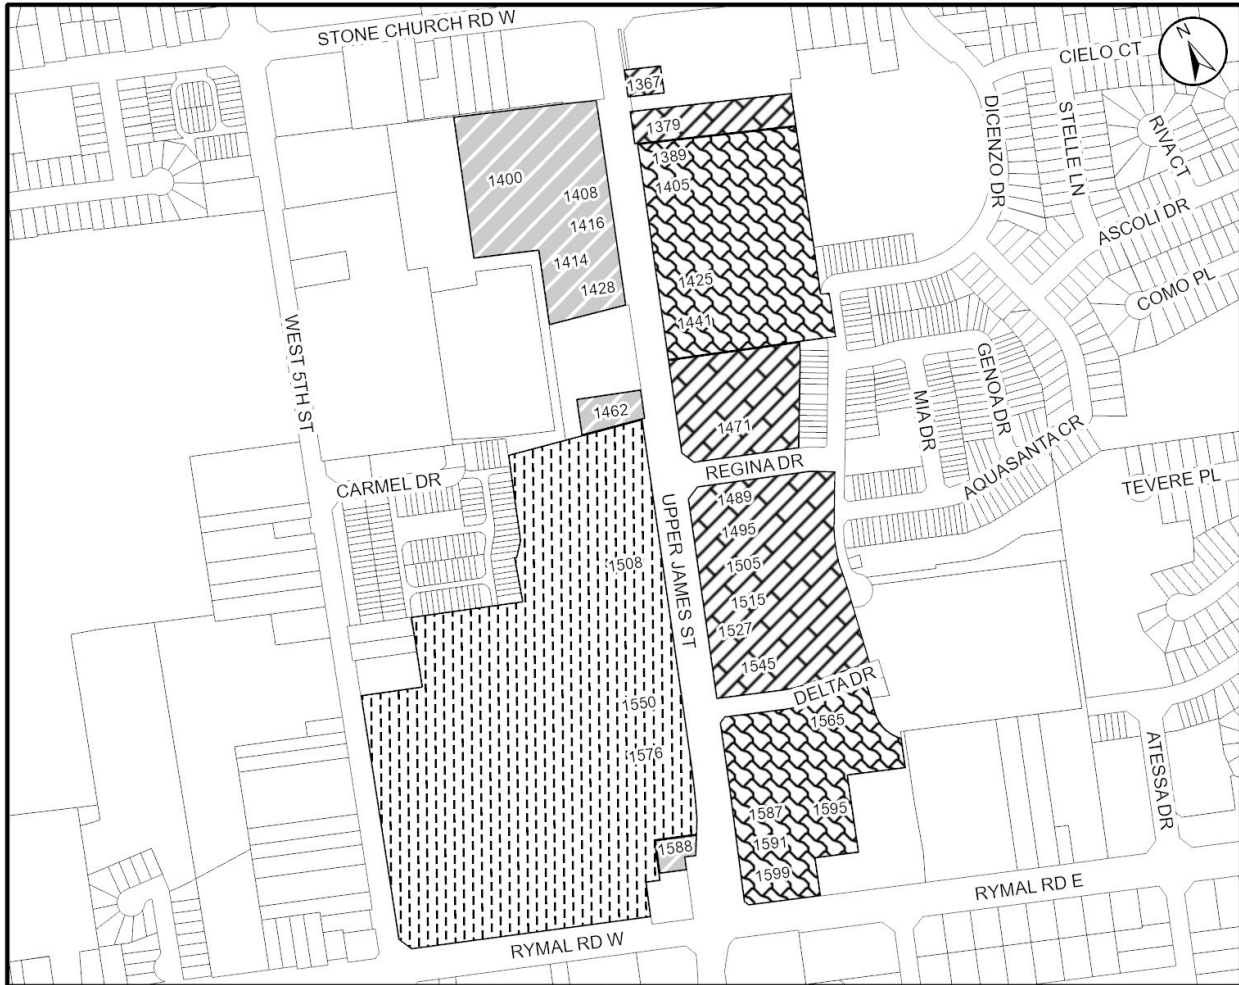 STONE CHURCH RD W
N
CIELO CT
1367
DICENZO DR
STELLE LN
RIVA CT
1379
1389
1400
1405
1408
1416
ASCOLI DR
1414
1425
1428
COMO PL
1441
WEST 5TH ST
GENOA DR
MIA DR
1462
1471
REGINA DR
AQUASANTA CR
CARMEL DR
TEVERE PL
UPPER JAMES ST
1489
1495
1508
1505
1515
1527
1545
DELTA DR
1550
1565
1576
ATESSA DR
1587
1595
1588
1591
1599
RYMAL RD E
RYMAL RD W